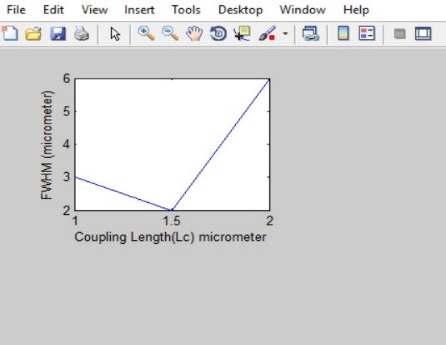 File Edit View Insert Tools Desktop Window Help
6
5
4
3
2
FWHM (micrometer)
1 1.5 2
Coupling Length(Lc) micrometer